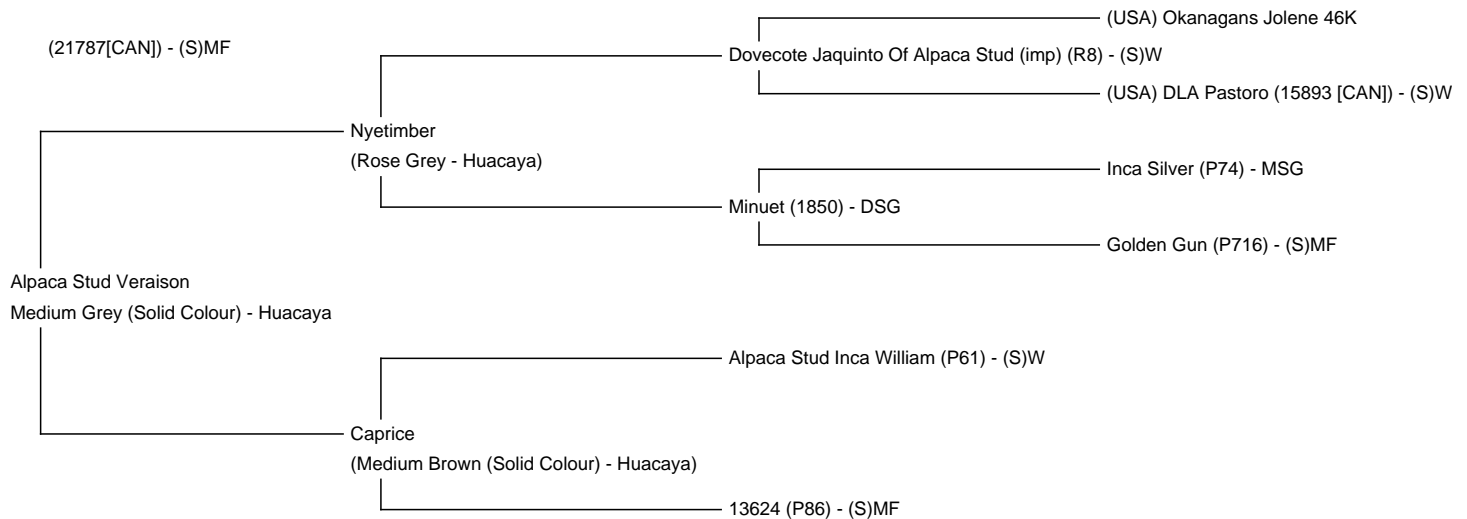 (USA) Okanagans Jolene 46K
(21787[CAN]) - (S)MF
Dovecote Jaquinto Of Alpaca Stud (imp) (R8) - (S)W
(USA) DLA Pastoro (15893 [CAN]) - (S)W
Nyetimber
(Rose Grey - Huacaya)
Inca Silver (P74) - MSG
Minuet (1850) - DSG
Golden Gun (P716) - (S)MF
Alpaca Stud Veraison
Medium Grey (Solid Colour) - Huacaya
Alpaca Stud Inca William (P61) - (S)W
Caprice
(Medium Brown (Solid Colour) - Huacaya)
13624 (P86) - (S)MF